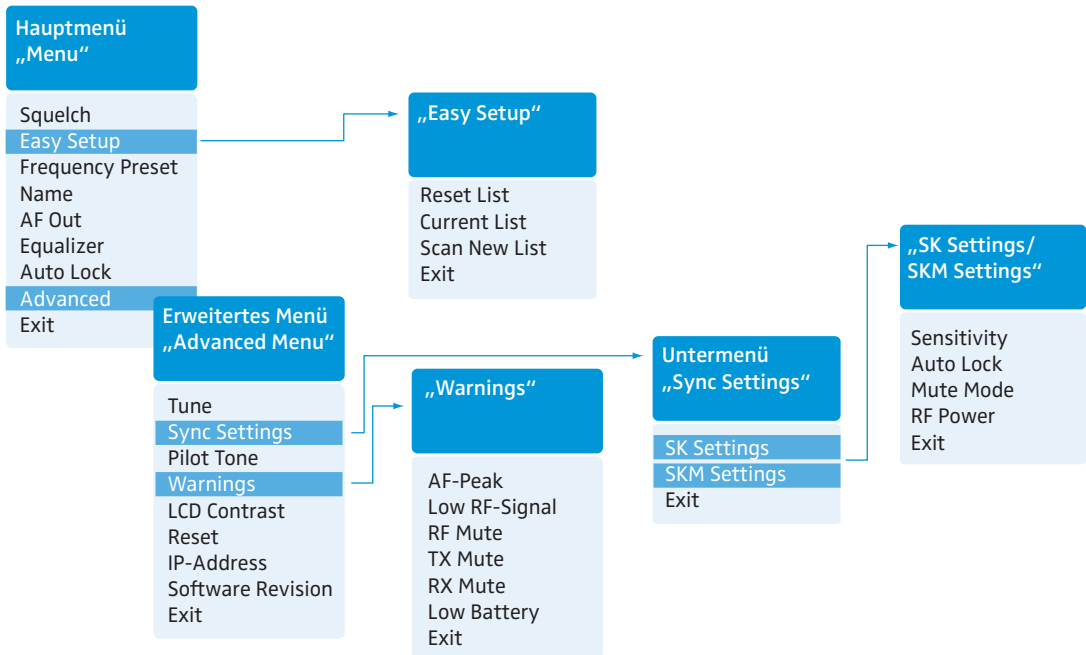 Hauptmenü
„Menu“
Squelch
Easy Setup
Frequency Preset
Name
AF Out
Equalizer
Auto Lock
Advanced
Exit
„Easy Setup“
Reset List
Current List
Scan New List
Exit
Erweitertes Menü
„Advanced Menu“
Tune
Sync Settings
Pilot Tone
Warnings
LCD Contrast
Reset
IP-Address
Software Revision
Exit
„Warnings“
AF-Peak
Low RF-Signal
RF Mute
TX Mute
RX Mute
Low Battery
Exit
Untermenü
„Sync Settings“
SK Settings
SKM Settings
Exit
„SK Settings/
SKM Settings“
Sensitivity
Auto Lock
Mute Mode
RF Power
Exit